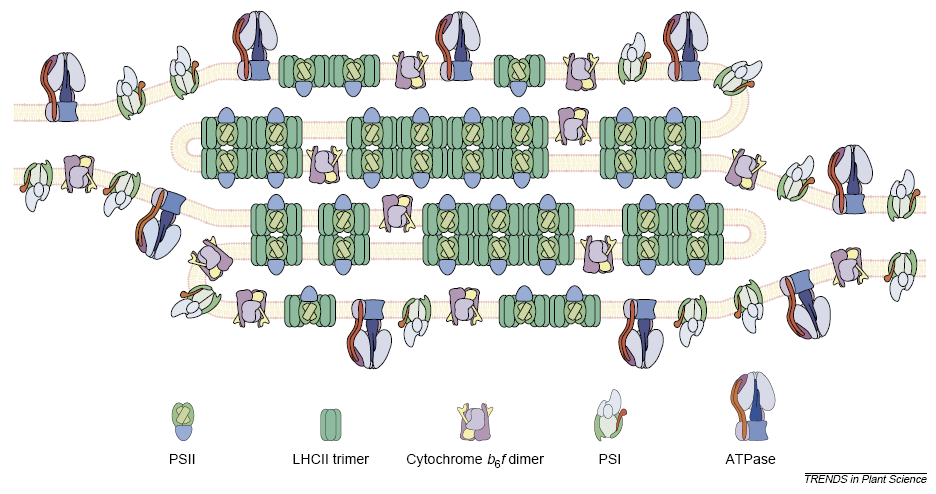 PSII LHCII trimer Cytochrome b6f dimer PSI ATPase
TRENDS in Plant Science